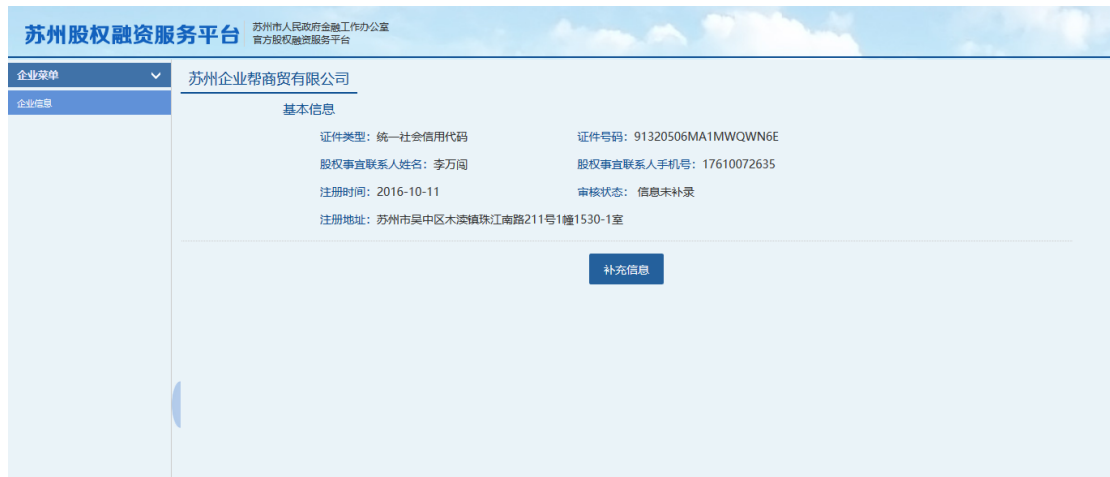 苏州股权融资服务平台
苏州市人民政府金融工作办公室
官方股权融资服务平台
企业菜单
企业信息
苏州企业帮商贸有限公司
基本信息
证件类型：统一社会信用代码 证件号码：91320506MA1MWQWN6E
股权事宜联系人姓名：李万闯 股权事宜联系人手机号：17610072635
注册时间：2016-10-11 审核状态： 信息未补录
注册地址：苏州市吴中区木渎镇珠江南路211号1幢1530-1室
补充信息